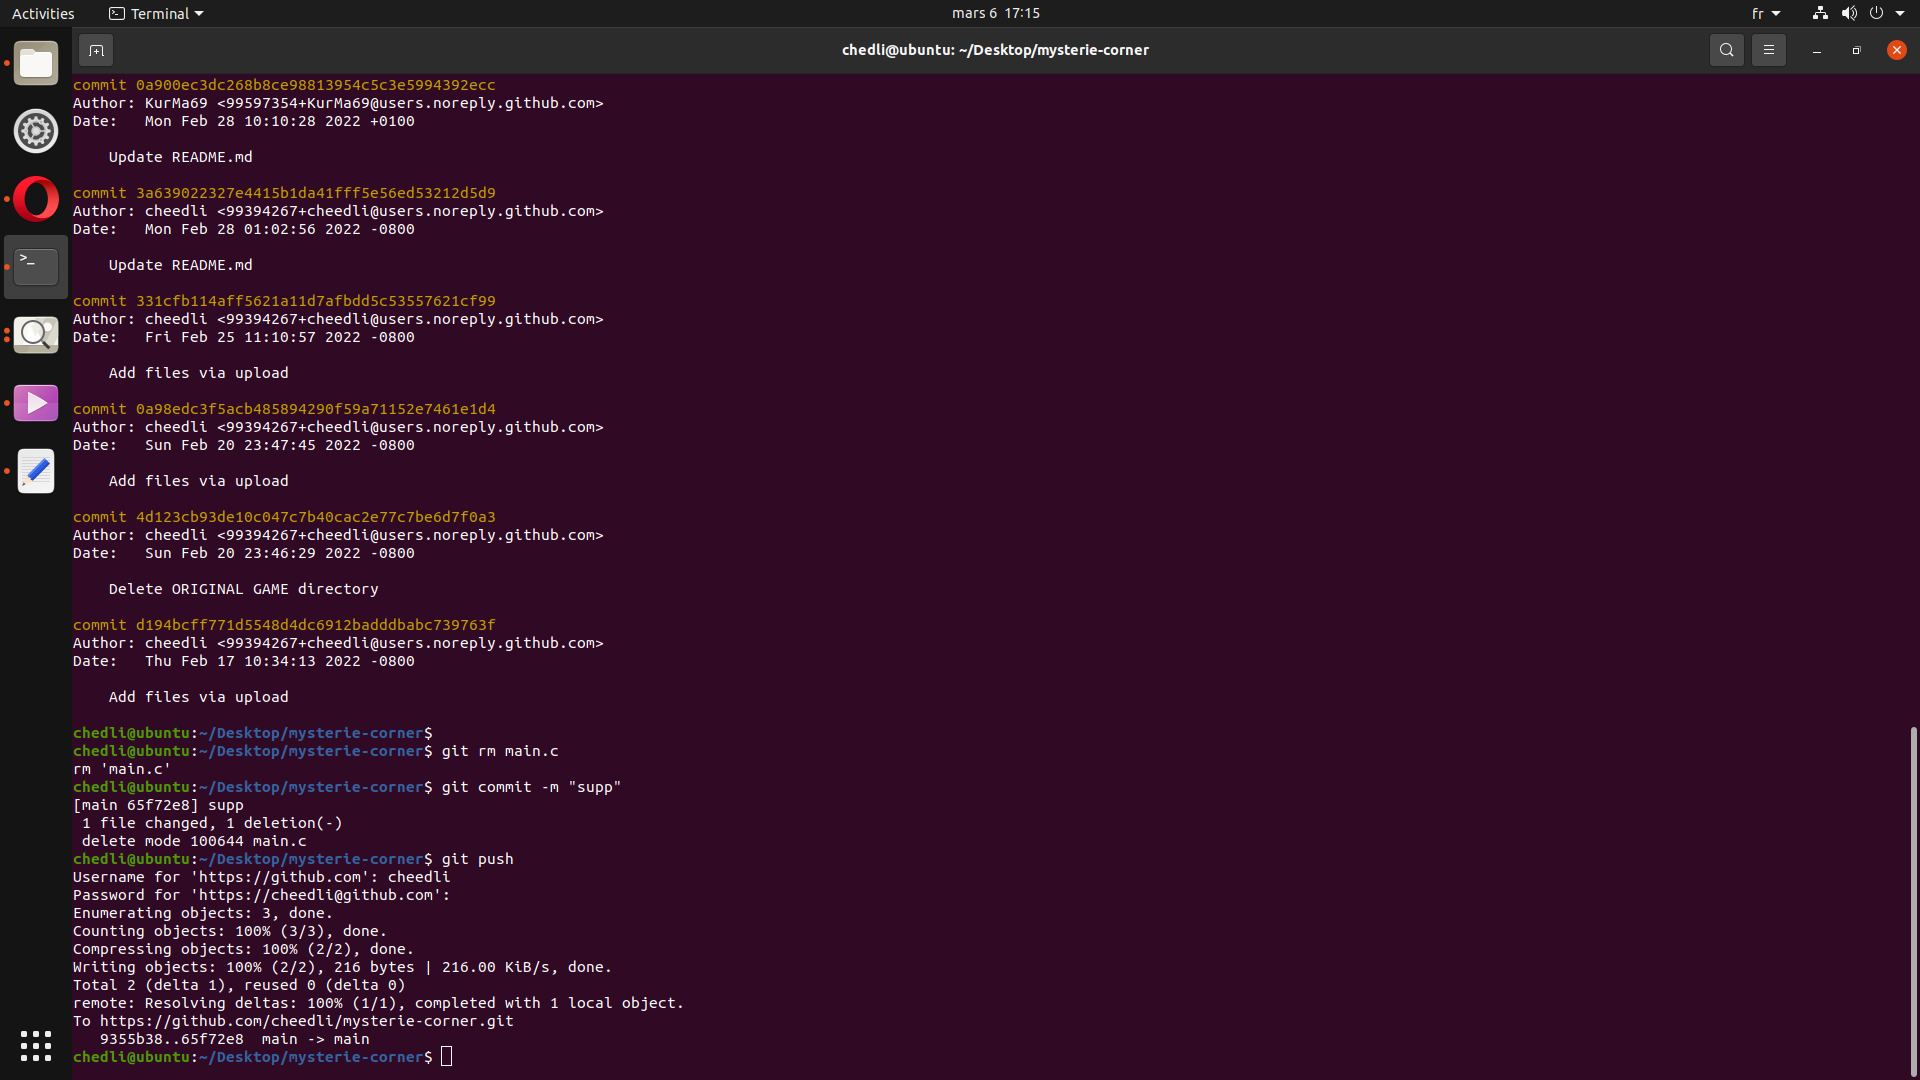 Activities
Terminal
mars 6 17:15
fr
chedli@ubuntu: ~/Desktop/mysterie-corner
commit 0a900ec3dc268b8ce98813954c5c3e5994392ecc
Author: KurMa69 <99597354+KurMa69@users.noreply.github.com>
Date:   Mon Feb 28 10:10:28 2022 +0100
Update README.md
commit 3a639022327e4415b1da41fff5e56ed53212d5d9
Author: cheedli <99394267+cheedli@users.noreply.github.com>
Date:   Mon Feb 28 01:02:56 2022 -0800
Update README.md
commit 331cfb114aff5621a11d7afbdd5c53557621cf99
Author: cheedli <99394267+cheedli@users.noreply.github.com>
Date:   Fri Feb 25 11:10:57 2022 -0800
Add files via upload
commit 0a98edc3f5acb485894290f59a71152e7461e1d4
Author: cheedli <99394267+cheedli@users.noreply.github.com>
Date:   Sun Feb 20 23:47:45 2022 -0800
Add files via upload
commit 4d123cb93de10c047c7b40cac2e77c7be6d7f0a3
Author: cheedli <99394267+cheedli@users.noreply.github.com>
Date:   Sun Feb 20 23:46:29 2022 -0800
Delete ORIGINAL GAME directory
commit d194bcff771d5548d4dc6912badddbabc739763f
Author: cheedli <99394267+cheedli@users.noreply.github.com>
Date:   Thu Feb 17 10:34:13 2022 -0800
Add files via upload
chedli@ubuntu:~/Desktop/mysterie-corner$
chedli@ubuntu:~/Desktop/mysterie-corner$ git rm main.c
rm 'main.c'
chedli@ubuntu:~/Desktop/mysterie-corner$ git commit -m "supp"
[main 65f72e8] supp
1 file changed, 1 deletion(-)
delete mode 100644 main.c
chedli@ubuntu:~/Desktop/mysterie-corner$ git push
Username for 'https://github.com': cheedli
Password for 'https://cheedli@github.com':
Enumerating objects: 3, done.
Counting objects: 100% (3/3), done.
Compressing objects: 100% (2/2), done.
Writing objects: 100% (2/2), 216 bytes | 216.00 KiB/s, done.
Total 2 (delta 1), reused 0 (delta 0)
remote: Resolving deltas: 100% (1/1), completed with 1 local object.
To https://github.com/cheedli/mysterie-corner.git
9355b38..65f72e8  main -> main
chedli@ubuntu:~/Desktop/mysterie-corner$